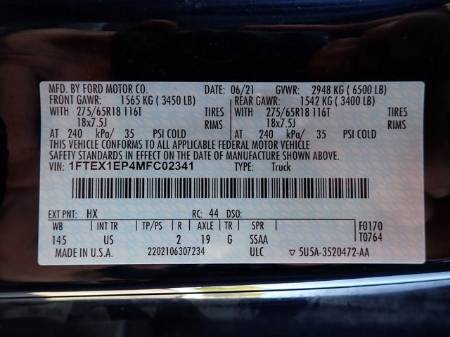 MFD. BY FORD MOTOR CO.
DATE: 06/21 GVWR: 2948 KG (6500 LB)
FRONT GAWR: 1565 KG (3450 LB) REAR GAWR: 1542 KG (3400 LB)
WITH 275/65R18 116T WITH 275/65R18 116T
18x7.5J 18x7.5J
AT 240 kPa/ 35 PSI COLD AT 240 kPa/ 35 PSI COLD
THIS VEHICLE CONFORMS TO ALL APPLICABLE FEDERAL MOTOR VEHICLE
SAFETY STANDARDS IN EFFECT ON THE DATE OF MANUFACTURE SHOWN ABOVE.
VIN: 1FTEX1EP4MFC02341 TYPE: Truck
EXT PNT: HX RC: 44 DSO:
WB INT TR TP/PS R AXLE TR SPR F0170
145 US 2 19 G SSAA T0764
MADE IN U.S.A. 2202106307234 ULC 5U5A-3520472-AA